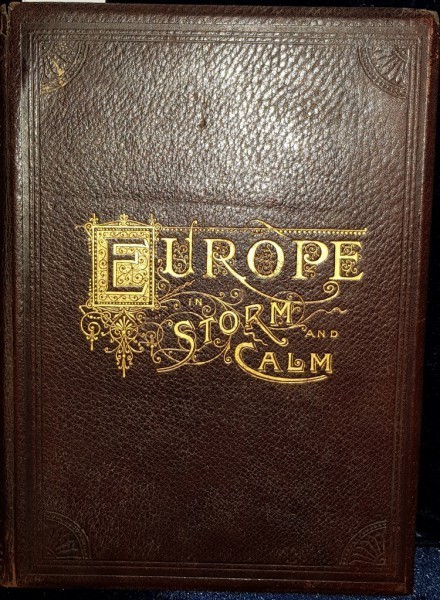 EUROPE
IN
STORM AND
CALM